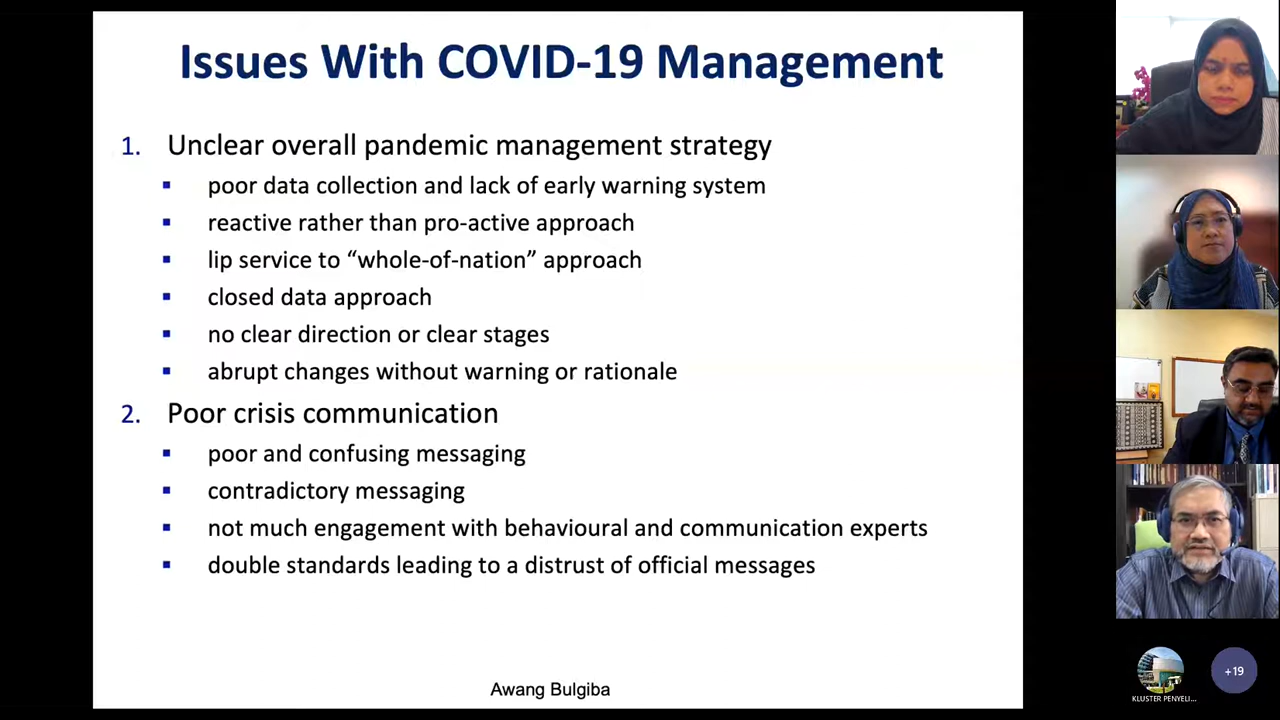 Issues With COVID-19 Management
1. Unclear overall pandemic management strategy
▪ poor data collection and lack of early warning system
▪ reactive rather than pro-active approach
▪ lip service to “whole-of-nation” approach
▪ closed data approach
▪ no clear direction or clear stages
▪ abrupt changes without warning or rationale
2. Poor crisis communication
▪ poor and confusing messaging
▪ contradictory messaging
▪ not much engagement with behavioural and communication experts
▪ double standards leading to a distrust of official messages
Awang Bulgiba
KLUSTER PENYELI...
+19